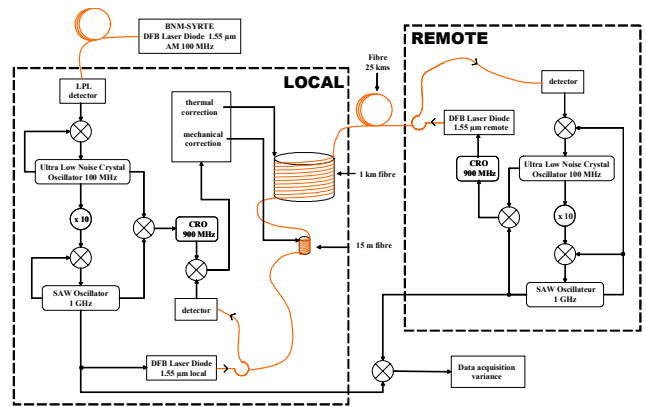 BNM-SYRTE
DFB Laser Diode 1.55 µm
AM 100 MHz
LOCAL
LPL
detector
thermal
correction
mechanical
correction
Ultra Low Noise Crystal
Oscillator 100 MHz
x 10
CRO
900 MHz
SAW Oscillator
1 GHz
detector
DFB Laser Diode
1.55 µm local
1 km fibre
15 m fibre
Fibre
25 kms
REMOTE
detector
DFB Laser Diode
1.55 µm remote
CRO
900 MHz
Ultra Low Noise Crystal
Oscillator 100 MHz
x 10
SAW Oscillateur
1 GHz
Data acquisition
variance